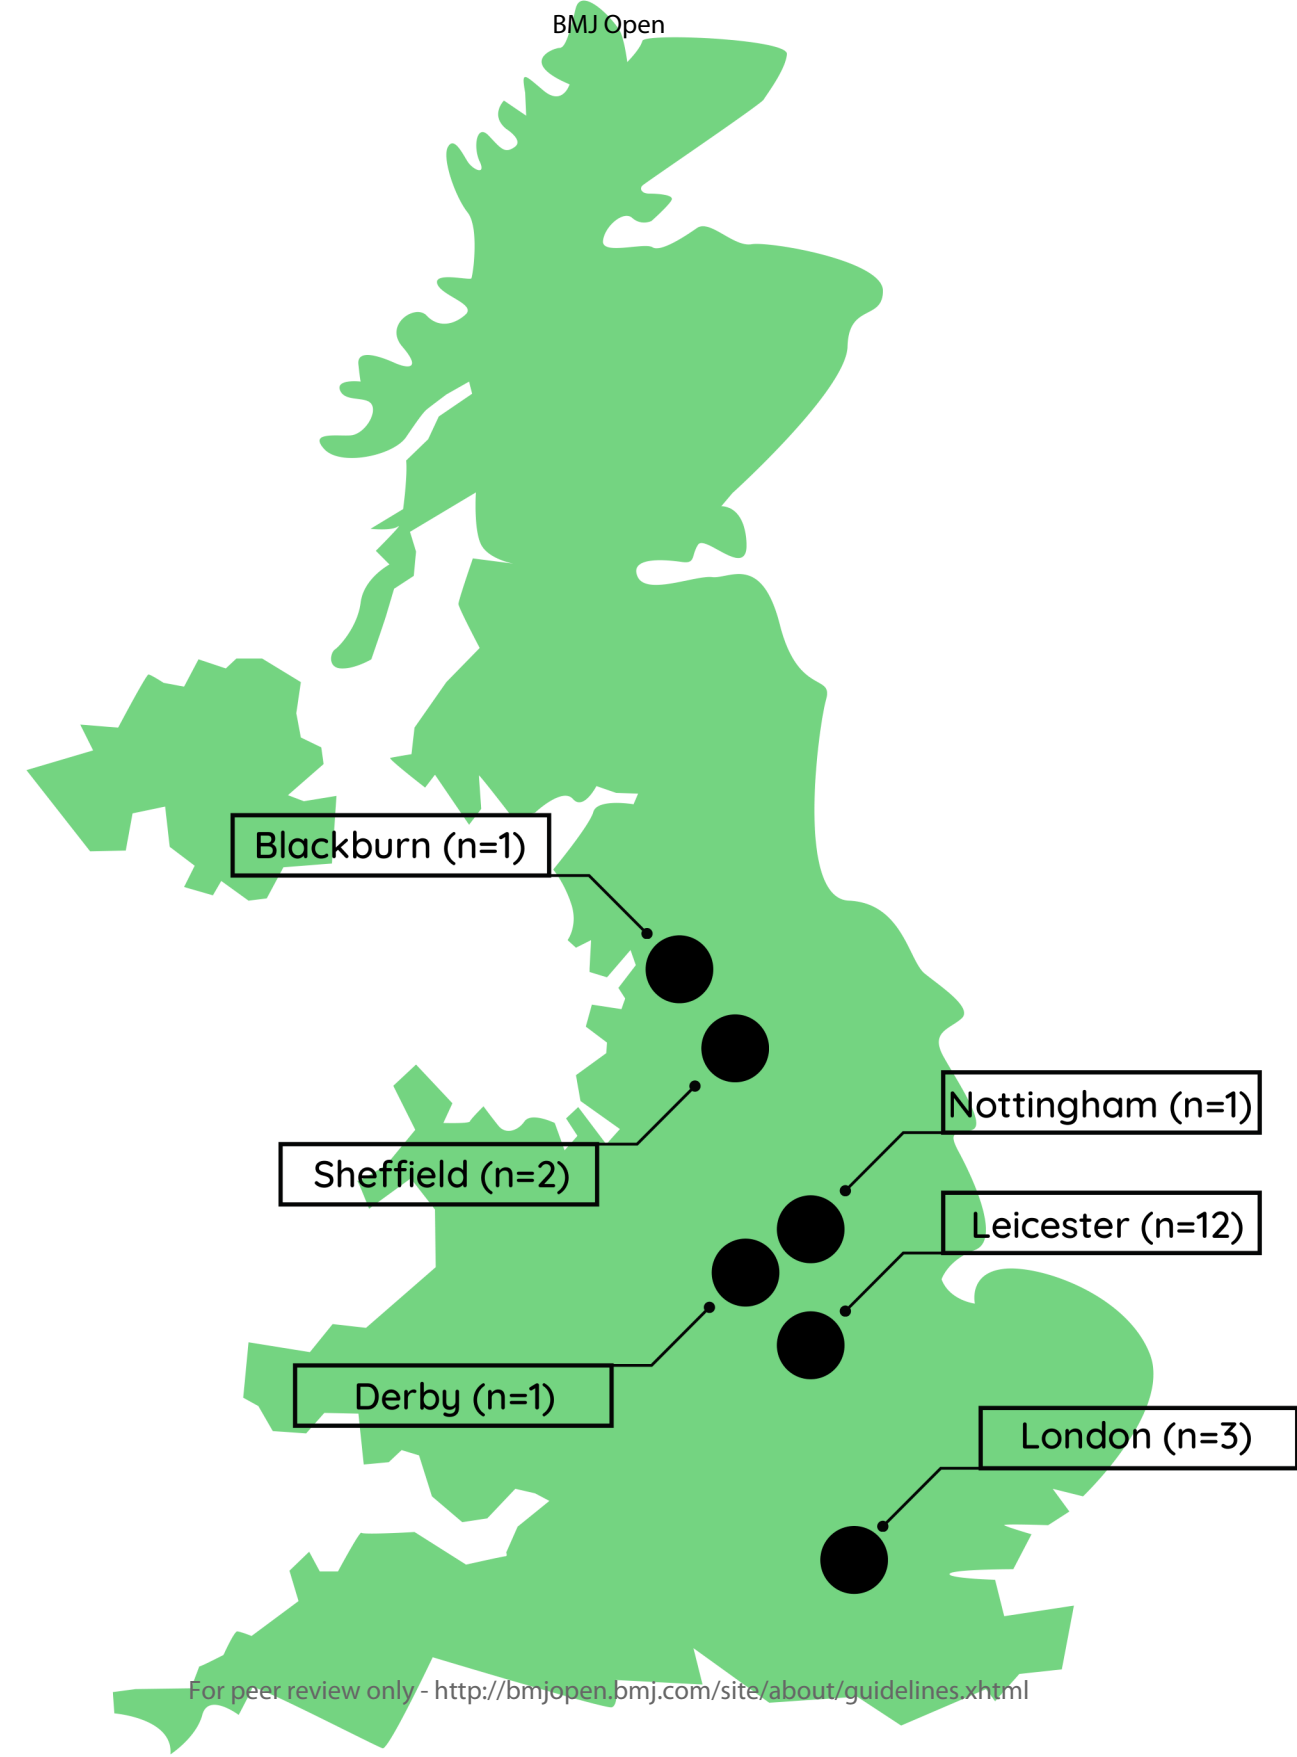 BMJ Open
Blackburn (n=1)
Nottingham (n=1)
Sheffield (n=2)
Leicester (n=12)
Derby (n=1)
London (n=3)
For peer review only - http://bmjopen.bmj.com/site/about/guidelines.xhtml